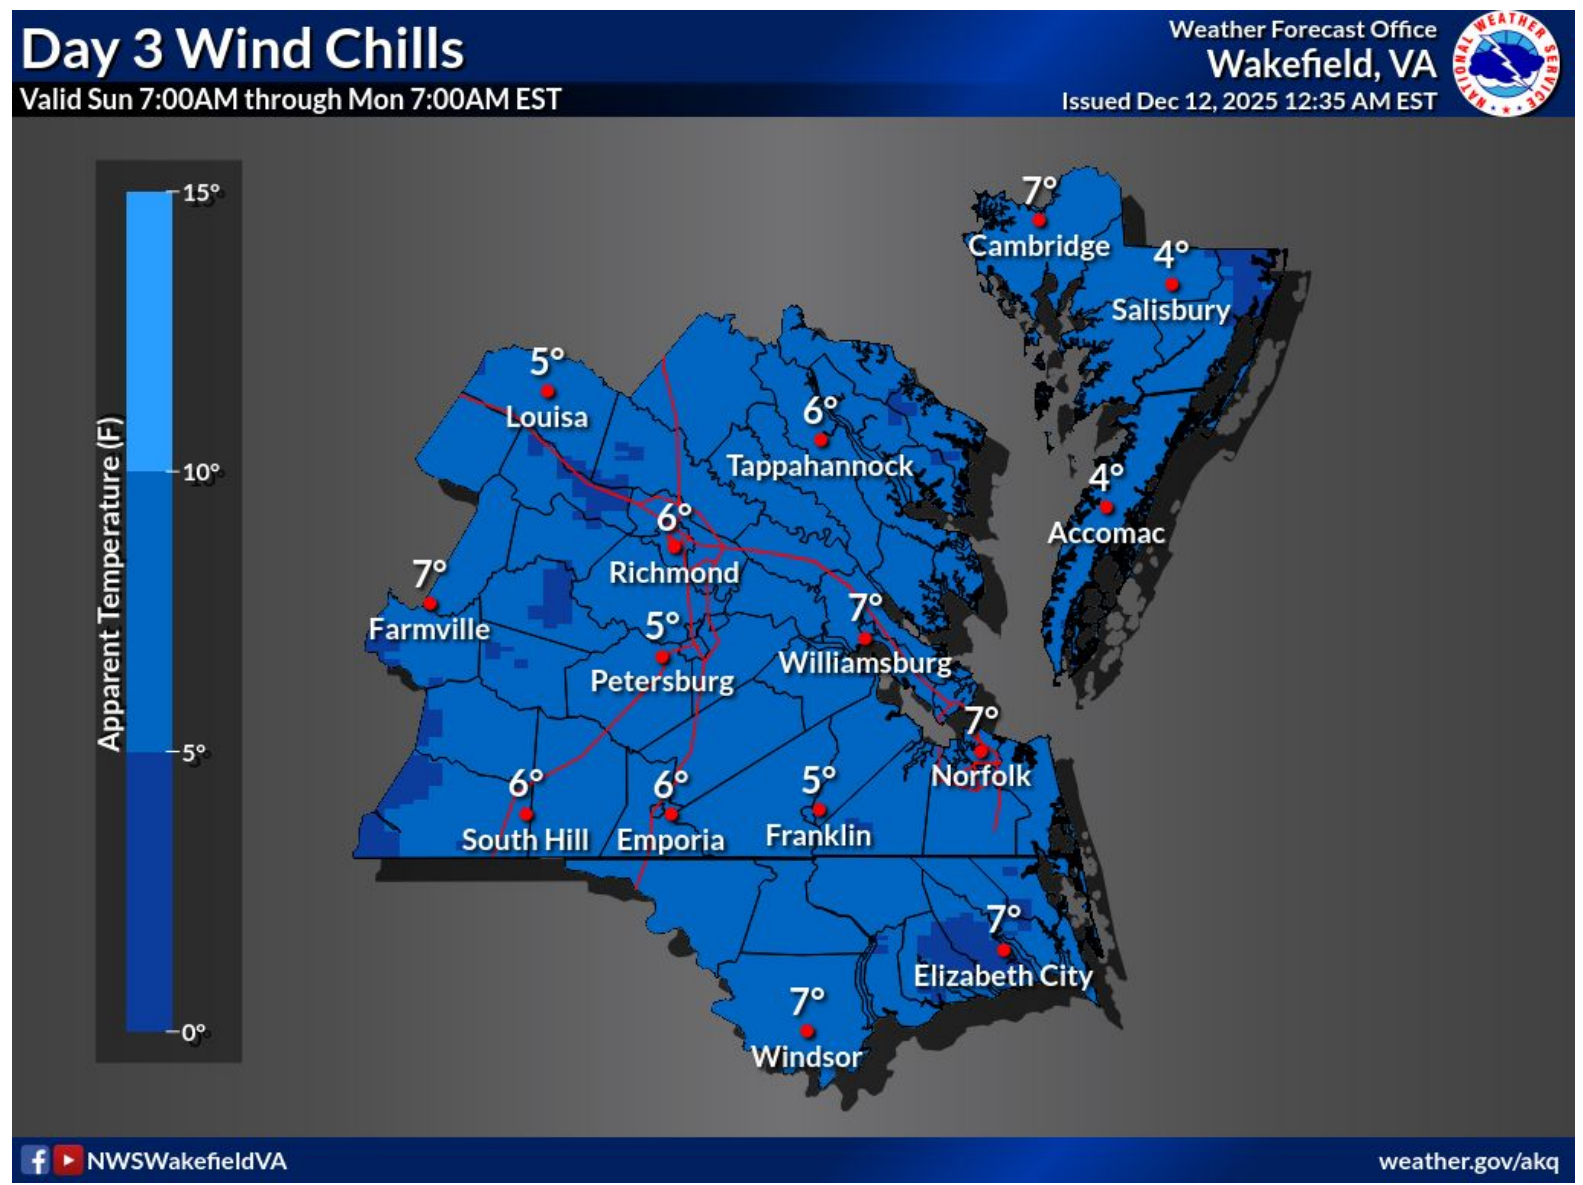 Day 3 Wind Chills
Valid Sun 7:00AM through Mon 7:00AM EST
Weather Forecast Office
Wakefield, VA
Issued Dec 12, 2025 12:35 AM EST
NATIONAL WEATHER SERVICE
Apparent Temperature (F)
15°
10°
5°
0°
7°
Cambridge
4°
Salisbury
5°
Louisa
6°
Tappahannock
4°
Accomac
6°
Richmond
7°
Farmville
5°
Petersburg
7°
Williamsburg
7°
Norfolk
6°
South Hill
6°
Emporia
5°
Franklin
7°
Elizabeth City
7°
Windsor
NWSWakefieldVA
weather.gov/akq